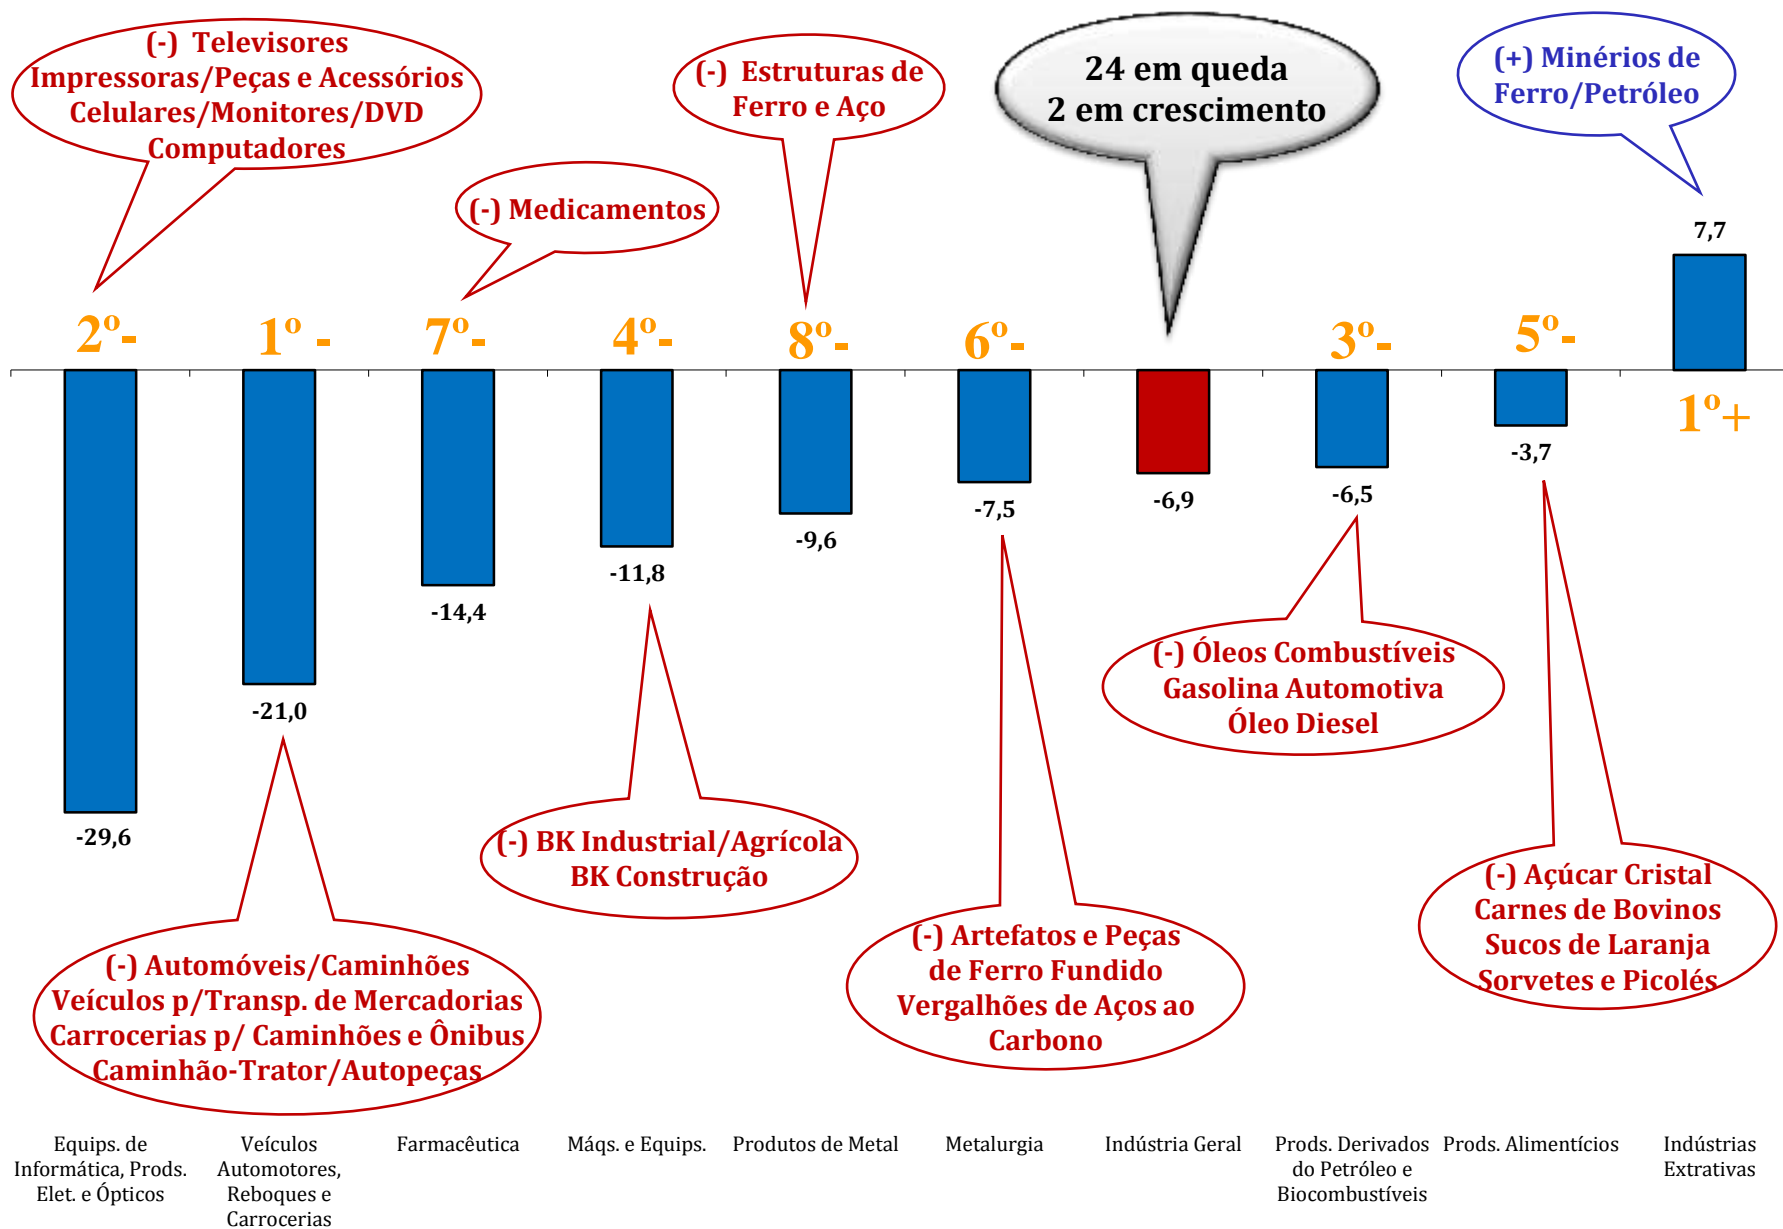 (-) Televisores
Impressoras/Peças e Acessórios
Celulares/Monitores/DVD
Computadores
(-) Medicamentos
(-) Estruturas de
Ferro e Aço
24 em queda
2 em crescimento
(+) Minérios de
Ferro/Petróleo
7,7
2º-
1º -
7º-
4º-
8º-
6º-
3º-
5º-
1º+
-29,6
-21,0
-14,4
-11,8
-9,6
-7,5
-6,9
-6,5
-3,7
(-) Automóveis/Caminhões
Veículos p/Transp. de Mercadorias
Carrocerias p/ Caminhões e Ônibus
Caminhão-Trator/Autopeças
(-) BK Industrial/Agrícola
BK Construção
(-) Artefatos e Peças
de Ferro Fundido
Vergalhões de Aços ao
Carbono
(-) Óleos Combustíveis
Gasolina Automotiva
Óleo Diesel
(-) Açúcar Cristal
Carnes de Bovinos
Sucos de Laranja
Sorvetes e Picolés
Equips. de
Informática, Prods.
Elet. e Ópticos
Veículos
Automotores,
Reboques e
Carrocerias
Farmacêutica
Máqs. e Equips.
Produtos de Metal
Metalurgia
Indústria Geral
Prods. Derivados
do Petróleo e
Biocombustíveis
Prods. Alimentícios
Indústrias
Extrativas